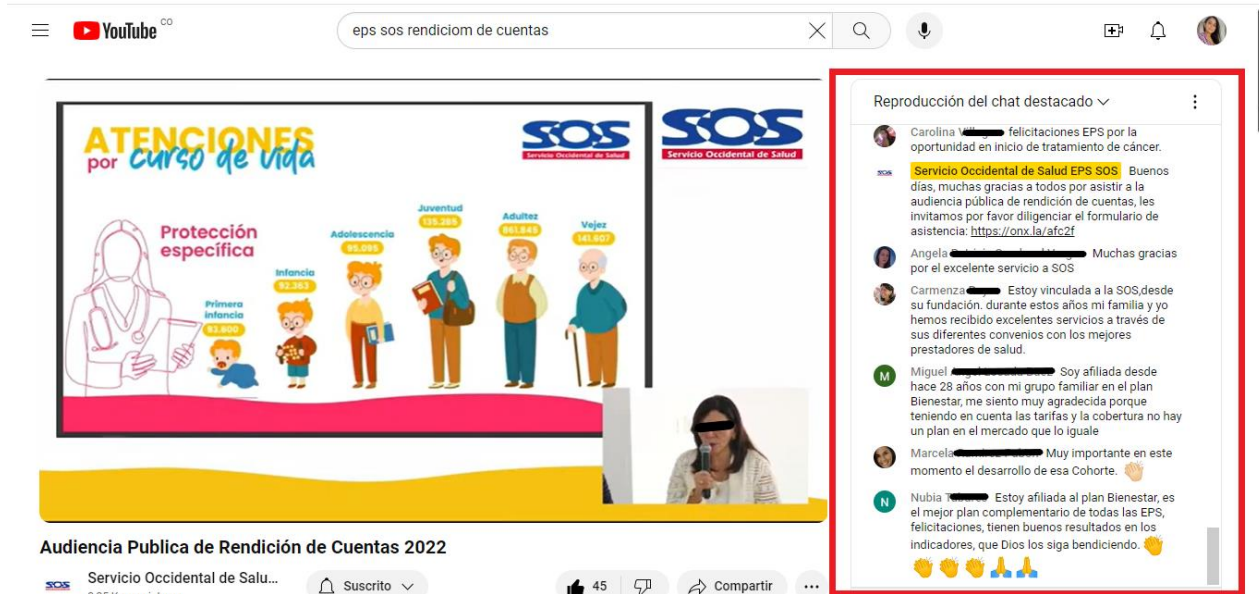 YouTube CO
eps sos rendiciom de cuentas
ATENCIONES
por curso de vida
SOS
Servicio Occidental de Salud
SOS
Servicio Occidental de Salud
Protección
específica
Primera
infancia
93.600
Infancia
92.363
Adolescencia
95.095
Juventud
135.265
Adultez
861.845
Vejez
141.607
Audiencia Publica de Rendición de Cuentas 2022
SOS
Servicio Occidental de Salu...
Suscrito
45
Compartir
Reproducción del chat destacado
Carolina felicitaciones EPS por la
oportunidad en inicio de tratamiento de cáncer.
Servicio Occidental de Salud EPS SOS Buenos
días, muchas gracias a todos por asistir a la
audiencia pública de rendición de cuentas, les
invitamos por favor diligenciar el formulario de
asistencia: https://onx.la/afc2f
Angela Muchas gracias
por el excelente servicio a SOS
Carmenza Estoy vinculada a la SOS,desde
su fundación. durante estos años mi familia y yo
hemos recibido excelentes servicios a través de
sus diferentes convenios con los mejores
prestadores de salud.
M
Miguel Soy afiliada desde
hace 28 años con mi grupo familiar en el plan
Bienestar, me siento muy agradecida porque
teniendo en cuenta las tarifas y la cobertura no hay
un plan en el mercado que lo iguale
Marcela Muy importante en este
momento el desarrollo de esa Cohorte. 👏🏻
N
Nubia Estoy afiliada al plan Bienestar, es
el mejor plan complementario de todas las EPS,
felicitaciones, tienen buenos resultados en los
indicadores, que Dios los siga bendiciendo. 👏
👏👏👏🙏🙏